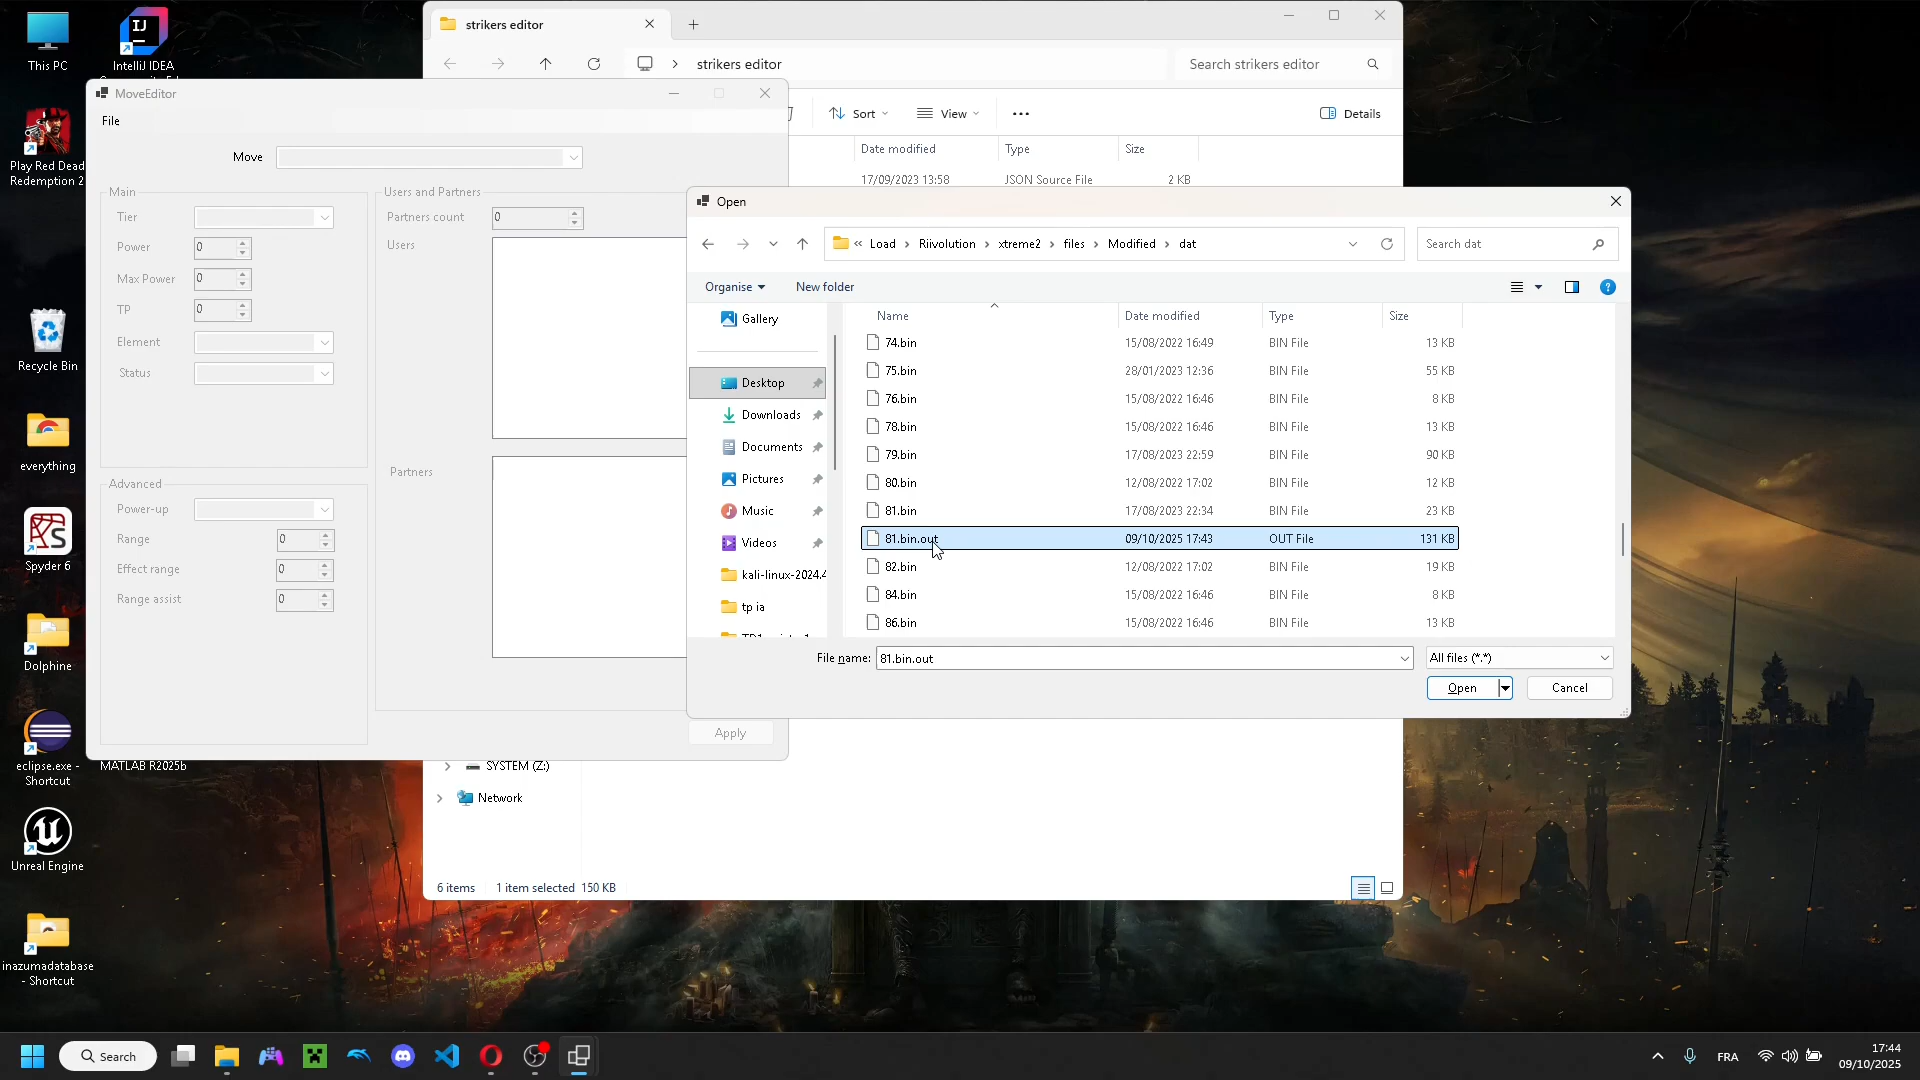 This PC
IntelliJ IDEA
Play Red Dead
Redemption 2
Recycle Bin
everything
Spyder 6
Dolphine
eclipse.exe -
Shortcut
MATLAB R2025b
Unreal Engine
inazumadatabase
- Shortcut
strikers editor
strikers editor
Search strikers editor
Sort
View
Details
Date modified
Type
Size
17/09/2023 13:58
JSON Source File
2 KB
SYSTEM (Z:)
Network
6 items
1 item selected 150 KB
MoveEditor
File
Move
Main
Tier
Power
0
Max Power
0
TP
0
Element
Status
Advanced
Power-up
Range
0
Effect range
0
Range assist
0
Users and Partners
Partners count
0
Users
Partners
Apply
Open
« Load › Riivolution › xtreme2 › files › Modified › dat
Search dat
Organise
New folder
Gallery
Desktop
Downloads
Documents
Pictures
Music
Videos
kali-linux-2024.4
tp ia
Name
Date modified
Type
Size
74.bin 15/08/2022 16:49 BIN File 13 KB
75.bin 28/01/2023 12:36 BIN File 55 KB
76.bin 15/08/2022 16:46 BIN File 8 KB
78.bin 15/08/2022 16:46 BIN File 13 KB
79.bin 17/08/2023 22:59 BIN File 90 KB
80.bin 12/08/2022 17:02 BIN File 12 KB
81.bin 17/08/2023 22:34 BIN File 23 KB
81.bin.out 09/10/2025 17:43 OUT File 131 KB
82.bin 12/08/2022 17:02 BIN File 19 KB
84.bin 15/08/2022 16:46 BIN File 8 KB
86.bin 15/08/2022 16:46 BIN File 13 KB
File name: 81.bin.out
All files (*.*)
Open
Cancel
Search
FRA
17:44
09/10/2025